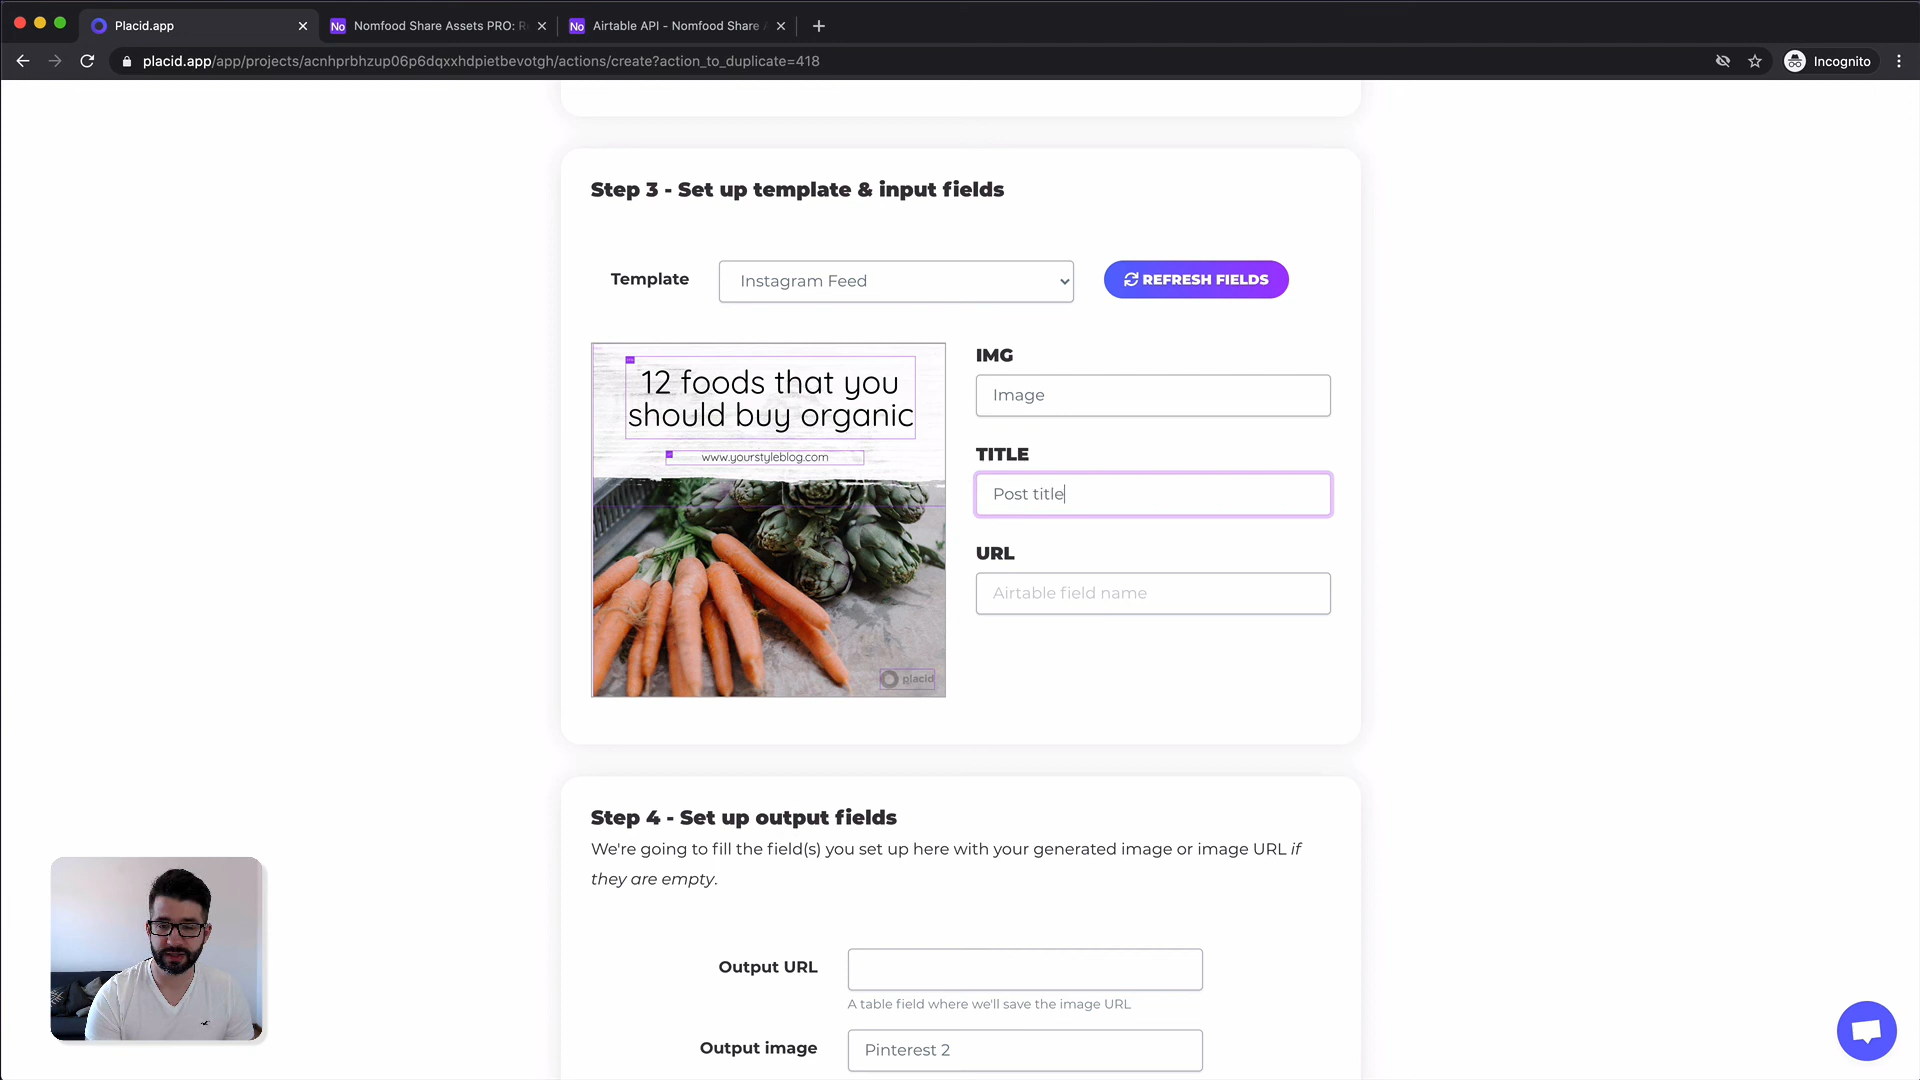 Placid.app
Nomfood Share Assets PRO: R
Airtable API - Nomfood Share A
placid.app/app/projects/acnhprbhzup06p6dqxxhdpietbevotgh/actions/create?action_to_duplicate=418
Incognito
Step 3 - Set up template & input fields
Template
Instagram Feed
REFRESH FIELDS
12 foods that you
should buy organic
www.yourstyleblog.com
placid
IMG
Image
TITLE
Post title
URL
Airtable field name
Step 4 - Set up output fields
We're going to fill the field(s) you set up here with your generated image or image URL if
they are empty.
Output URL
A table field where we'll save the image URL
Output image
Pinterest 2